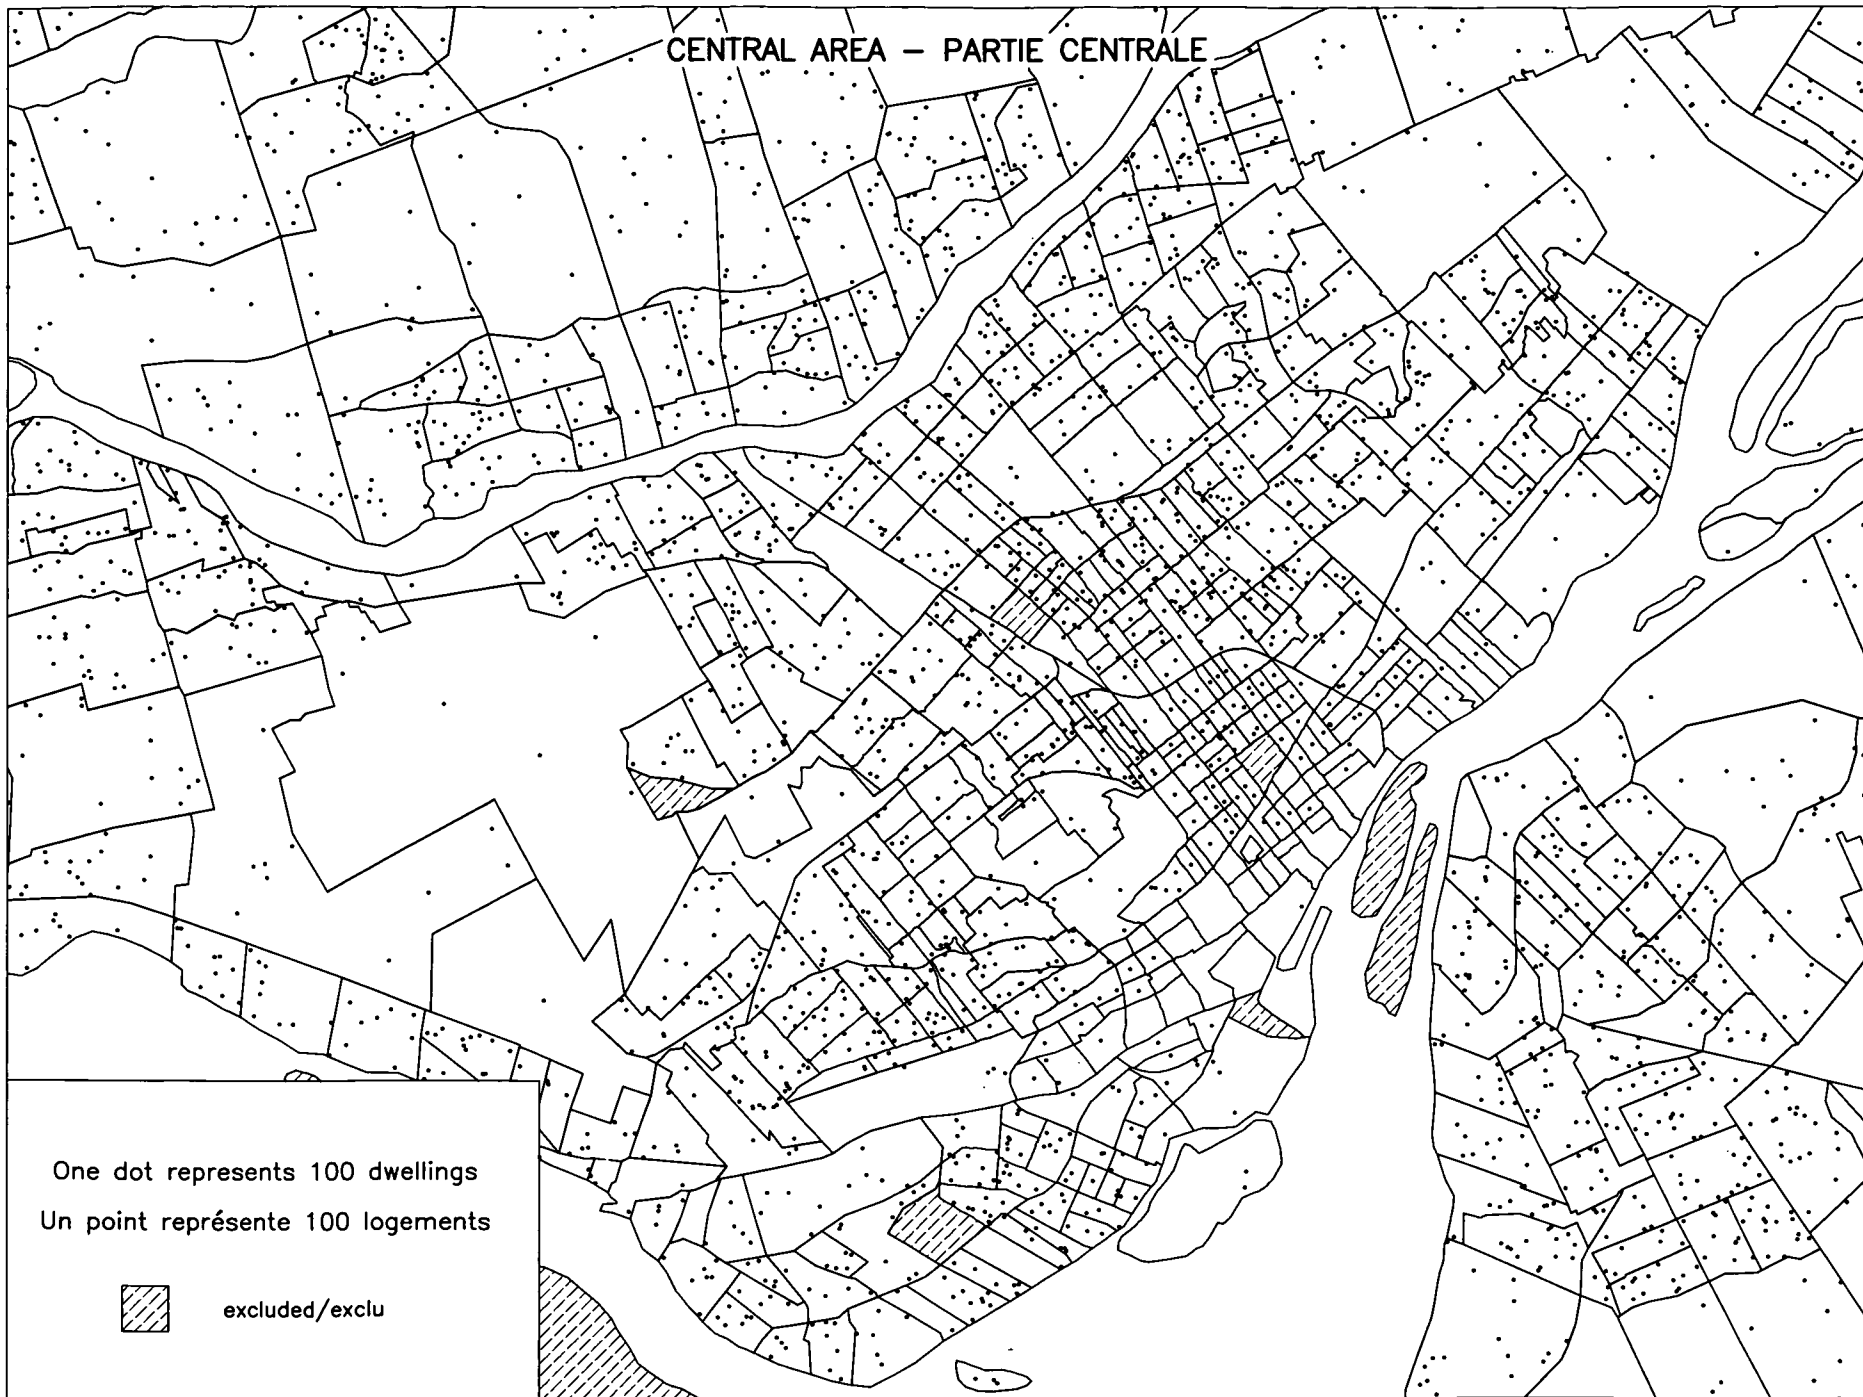 CENTRAL AREA – PARTIE CENTRALE
One dot represents 100 dwellings
Un point représente 100 logements
excluded/exclu